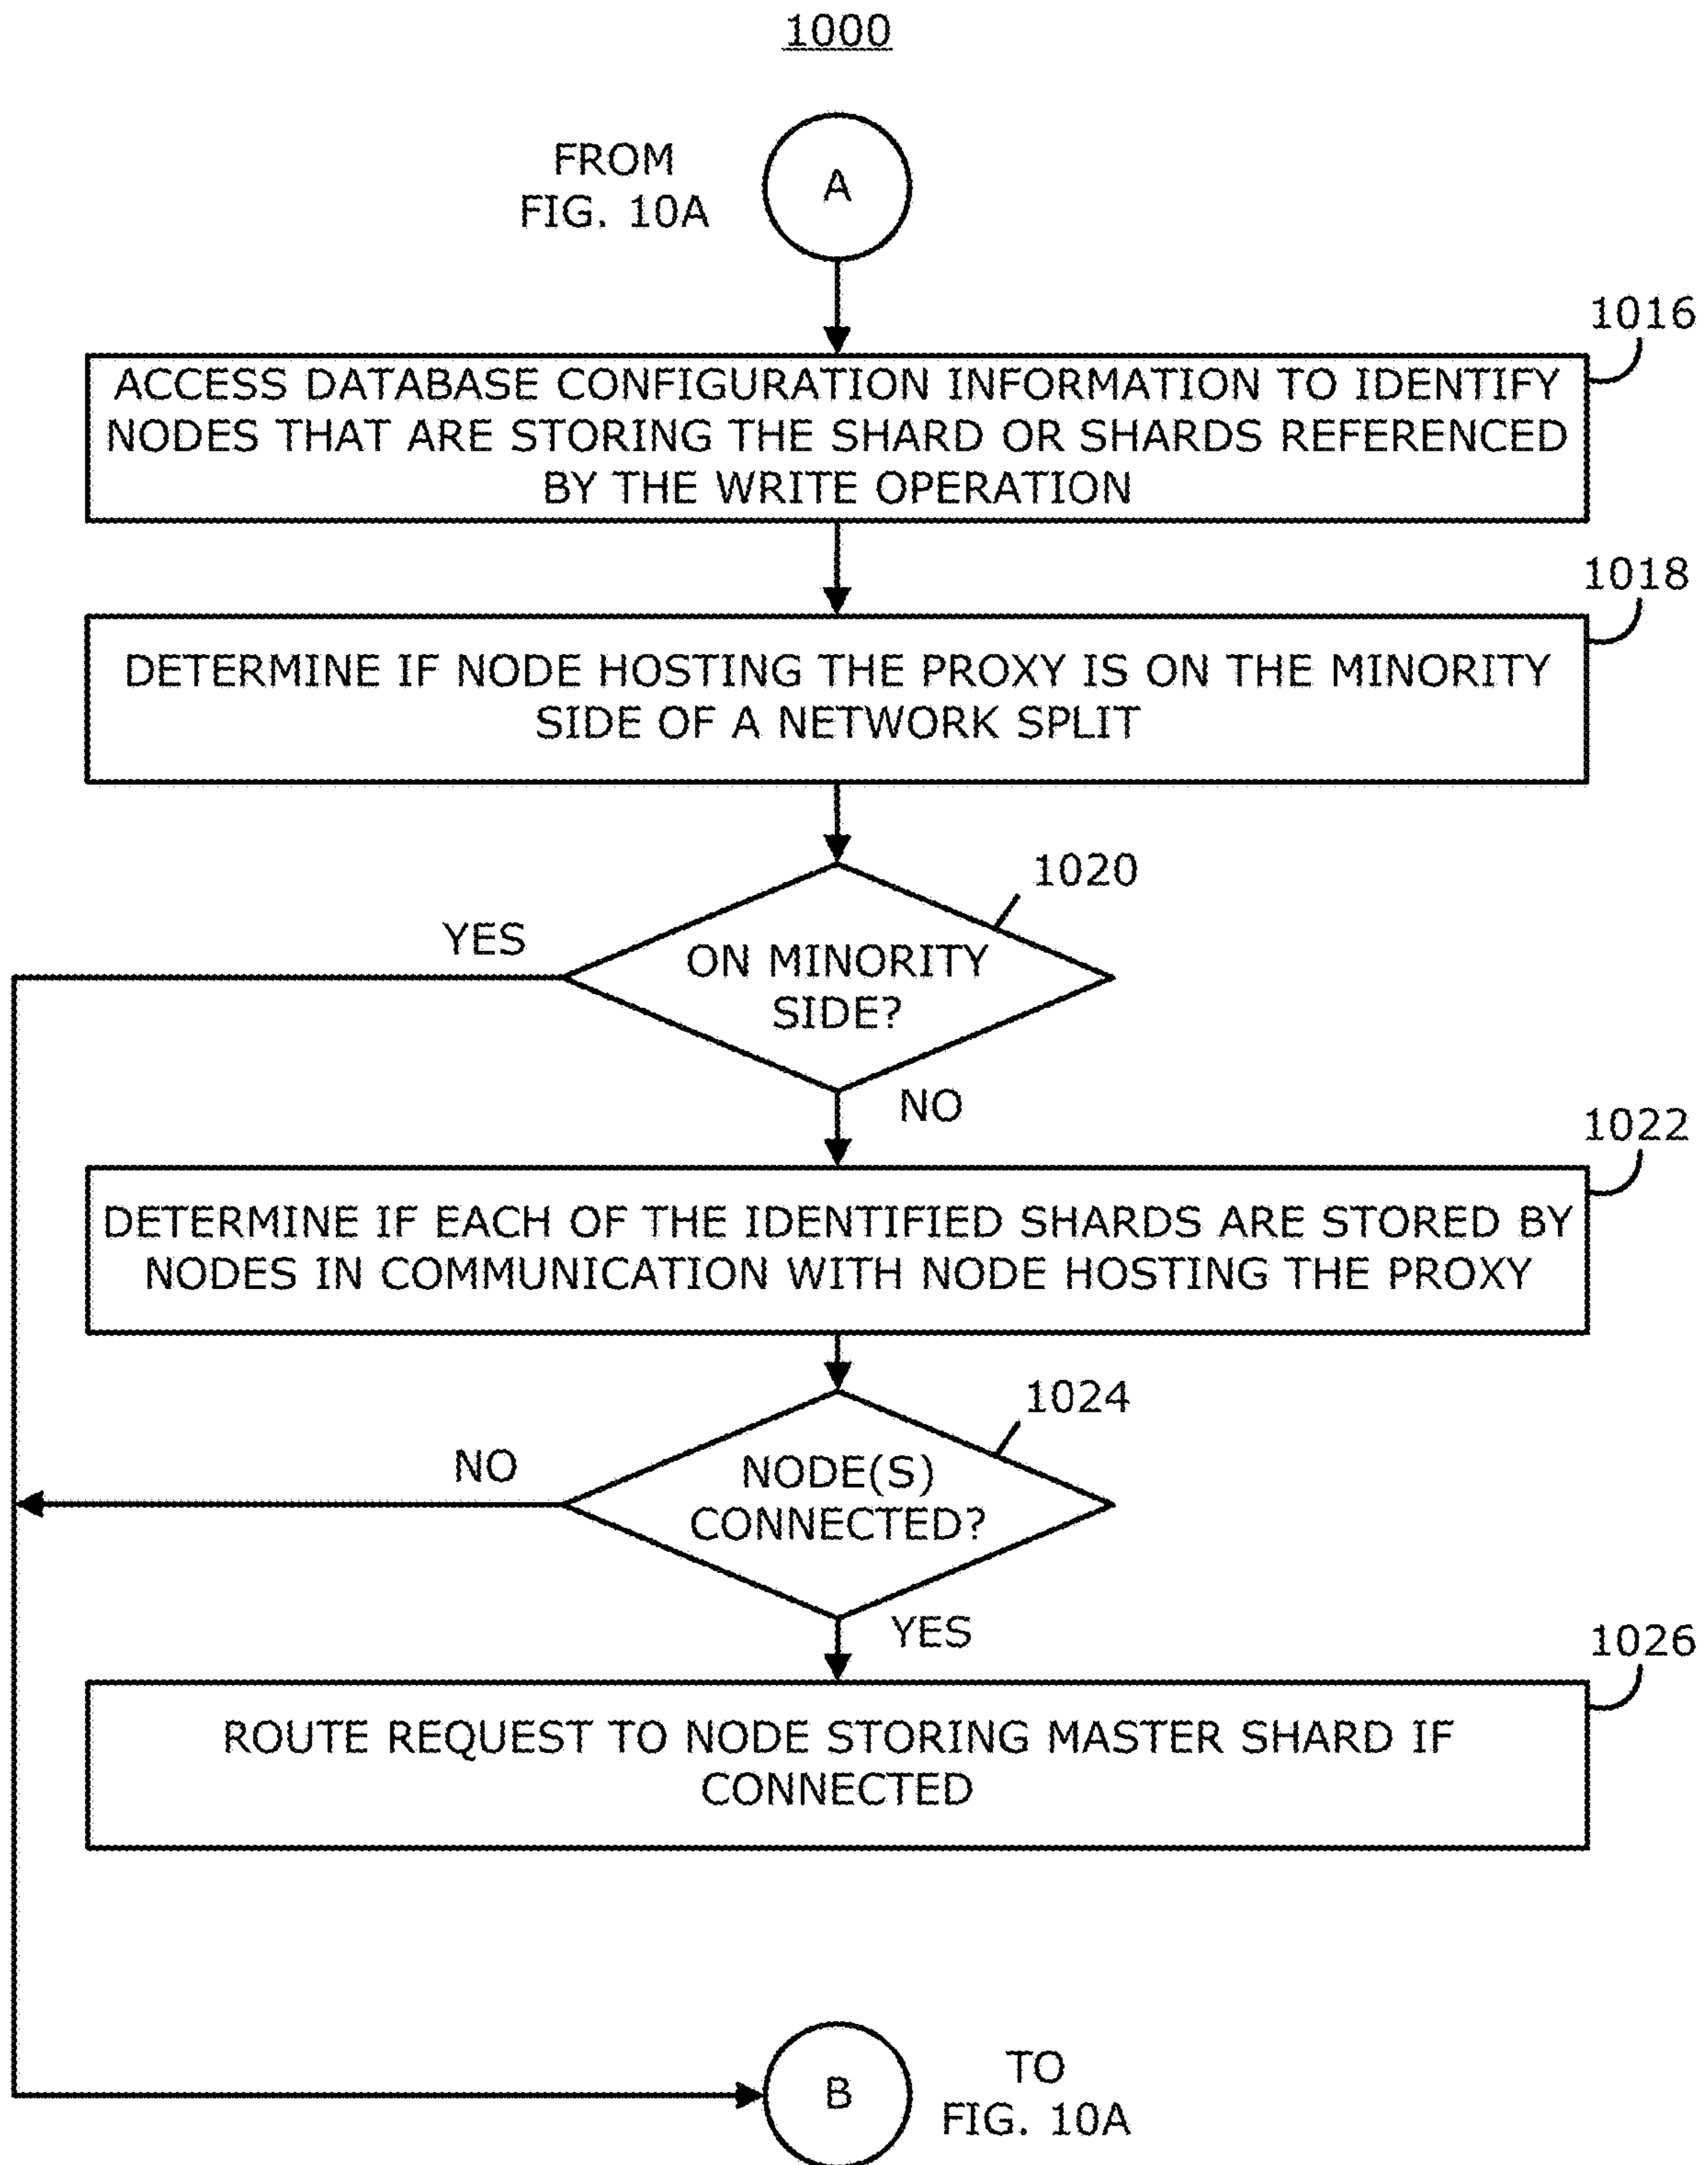 1000
FROM
FIG. 10A
A
1016
ACCESS DATABASE CONFIGURATION INFORMATION TO IDENTIFY
NODES THAT ARE STORING THE SHARD OR SHARDS REFERENCED
BY THE WRITE OPERATION
1018
DETERMINE IF NODE HOSTING THE PROXY IS ON THE MINORITY
SIDE OF A NETWORK SPLIT
1020
YES
ON MINORITY
SIDE?
NO
1022
DETERMINE IF EACH OF THE IDENTIFIED SHARDS ARE STORED BY
NODES IN COMMUNICATION WITH NODE HOSTING THE PROXY
1024
NO
NODE(S)
CONNECTED?
YES
1026
ROUTE REQUEST TO NODE STORING MASTER SHARD IF
CONNECTED
B
TO
FIG. 10A